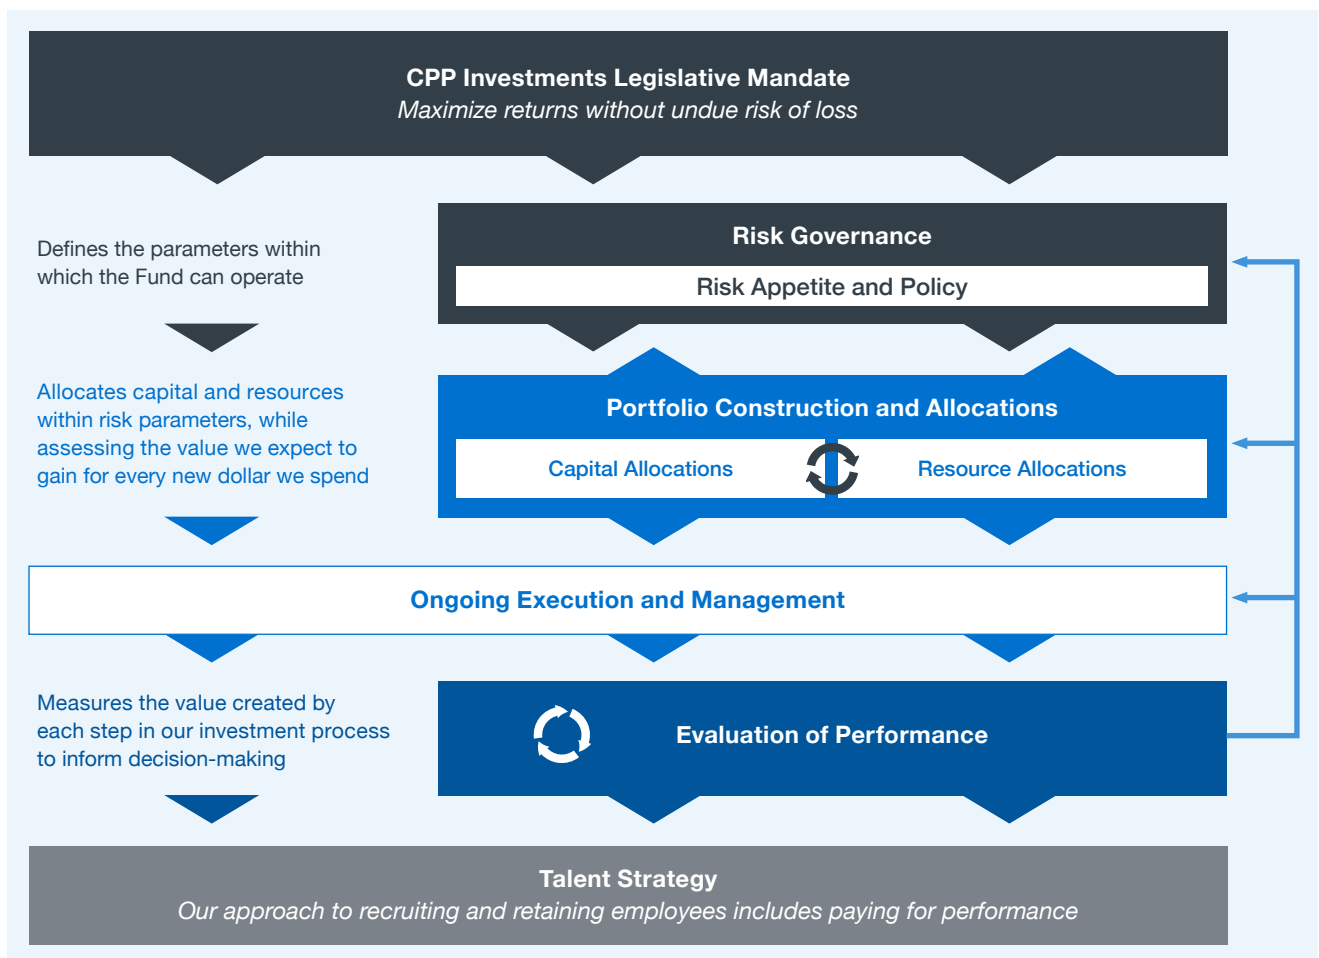 CPP Investments Legislative Mandate
Maximize returns without undue risk of loss
Defines the parameters within
which the Fund can operate
Risk Governance
Risk Appetite and Policy
Allocates capital and resources
within risk parameters, while
assessing the value we expect to
gain for every new dollar we spend
Portfolio Construction and Allocations
Capital Allocations
Resource Allocations
Ongoing Execution and Management
Measures the value created by
each step in our investment process
to inform decision-making
Evaluation of Performance
Talent Strategy
Our approach to recruiting and retaining employees includes paying for performance